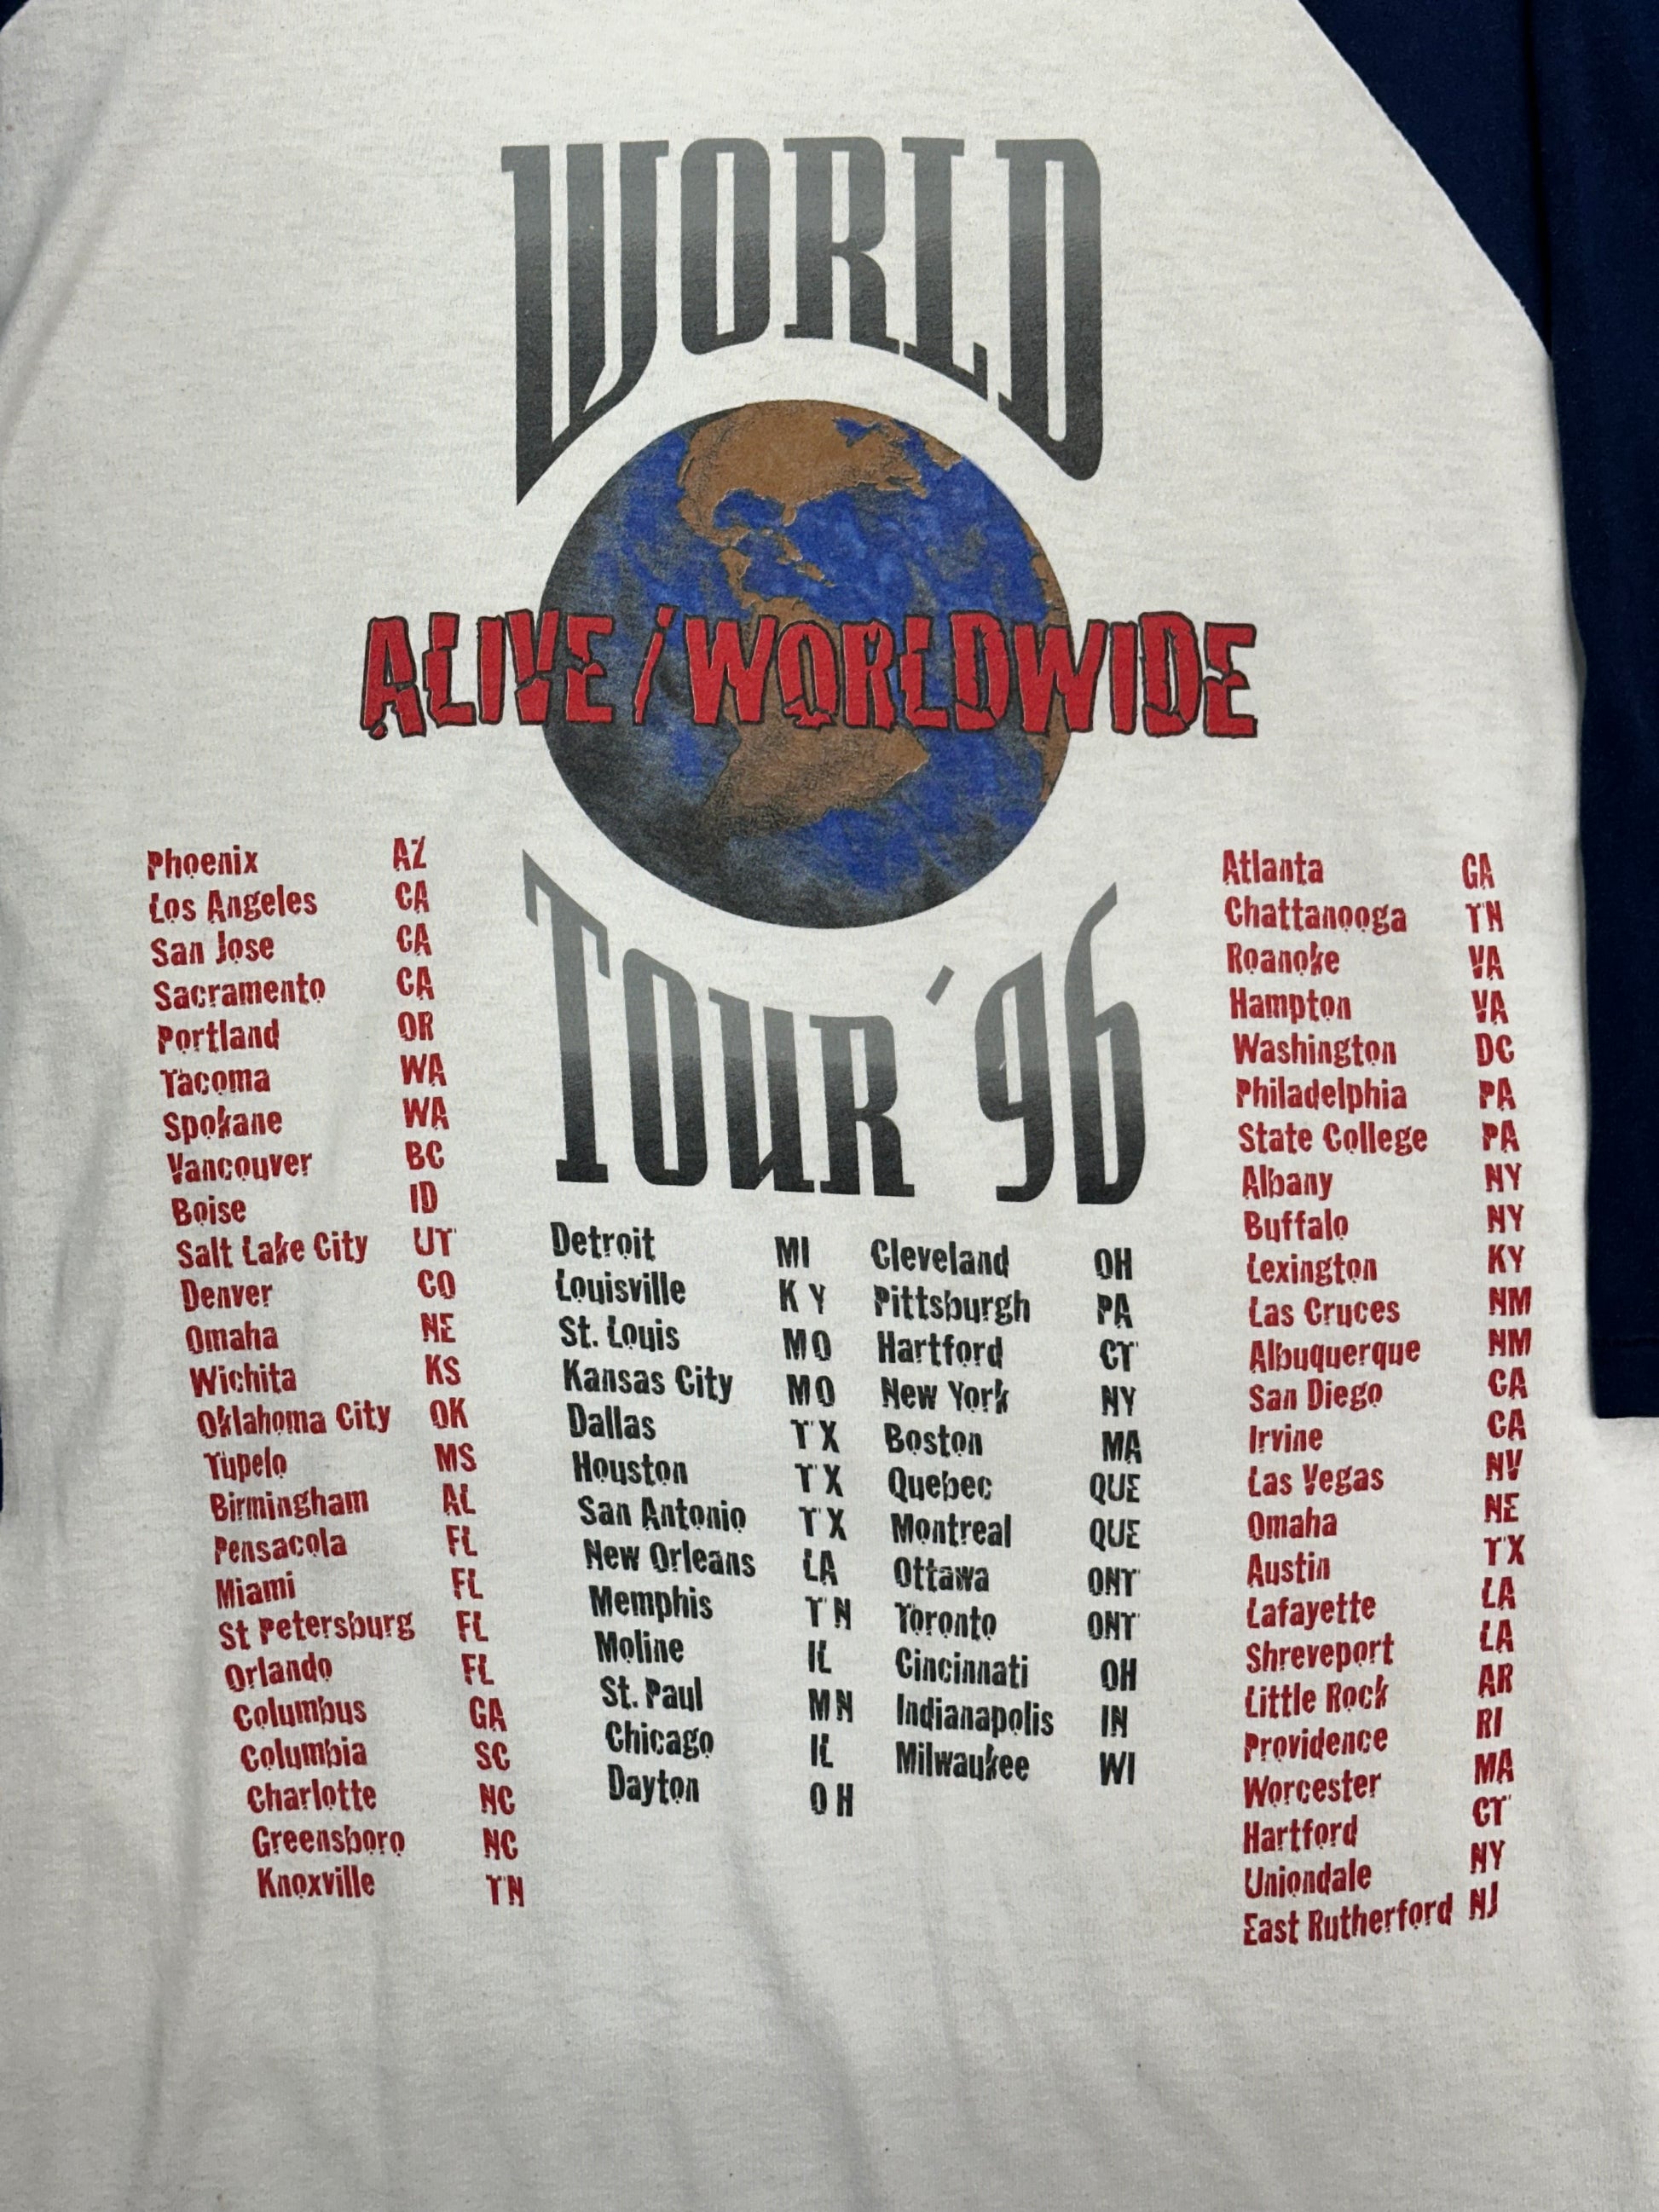 WORLD
ALIVE/WORLDWIDE
TOUR '96
Phoenix AZ
Los Angeles CA
San Jose CA
Sacramento CA
Portland OR
Tacoma WA
Spokane WA
Vancouver BC
Boise ID
Salt Lake City UT
Denver CO
Omaha NE
Wichita KS
Oklahoma City OK
Tupelo MS
Birmingham AL
Pensacola FL
Miami FL
St Petersburg FL
Orlando FL
Columbus GA
Columbia SC
Charlotte NC
Greensboro NC
Knoxville TN
Detroit MI
Louisville KY
St. Louis MO
Kansas City MO
Dallas TX
Houston TX
San Antonio TX
New Orleans LA
Memphis TN
Moline IL
St. Paul MN
Chicago IL
Dayton OH
Cleveland OH
Pittsburgh PA
Hartford CT
New York NY
Boston MA
Quebec QUE
Montreal QUE
Ottawa ONT
Toronto ONT
Cincinnati OH
Indianapolis IN
Milwaukee WI
Atlanta GA
Chattanooga TN
Roanoke VA
Hampton VA
Washington DC
Philadelphia PA
State College PA
Albany NY
Buffalo NY
Lexington KY
Las Cruces NM
Albuquerque NM
San Diego CA
Irvine CA
Las Vegas NV
Omaha NE
Austin TX
Lafayette LA
Shreveport LA
Little Rock AR
Providence RI
Worcester MA
Hartford CT
Uniondale NY
East Rutherford NJ